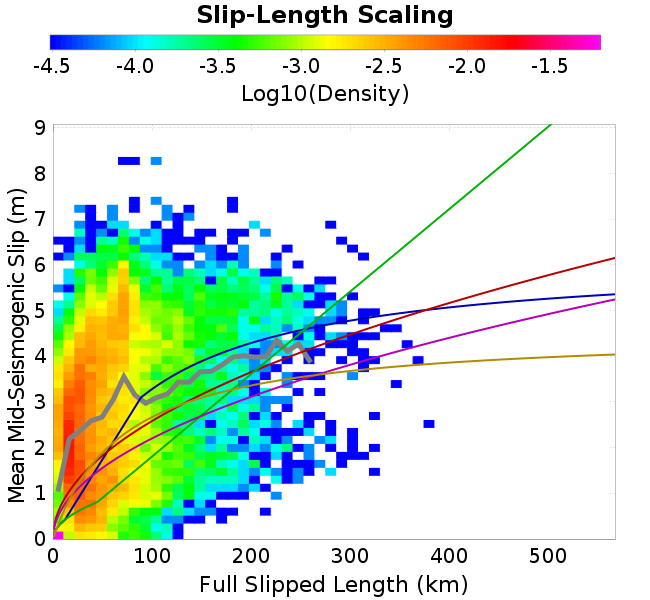 Slip-Length Scaling
-4.5 -4.0 -3.5 -3.0 -2.5 -2.0 -1.5
Log10(Density)
Mean Mid-Seismogenic Slip (m)
9
8
7
6
5
4
3
2
1
0
0 100 200 300 400 500
Full Slipped Length (km)